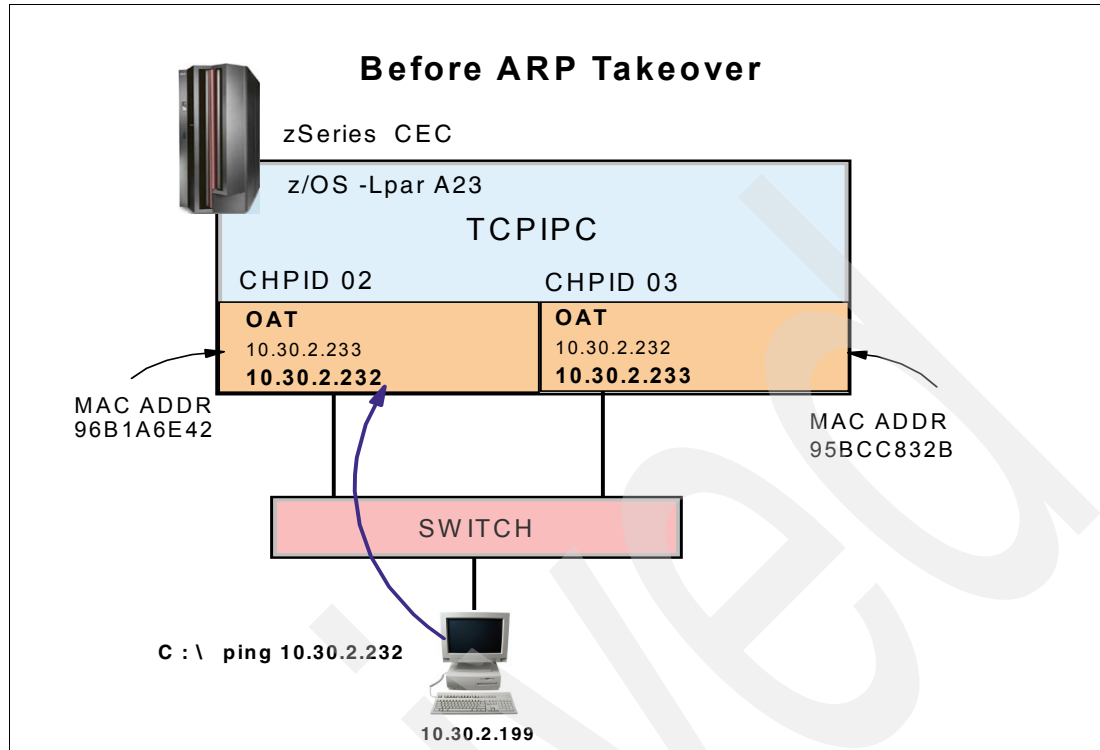 Before ARP Takeover
zSeries CEC
z/OS -Lpar A23
TCPIPC
CHPID 02
CHPID 03
OAT
10.30.2.233
10.30.2.232
OAT
10.30.2.232
10.30.2.233
MAC ADDR
96B1A6E42
MAC ADDR
95BCC832B
SWITCH
C : \ ping 10.30.2.232
10.30.2.199